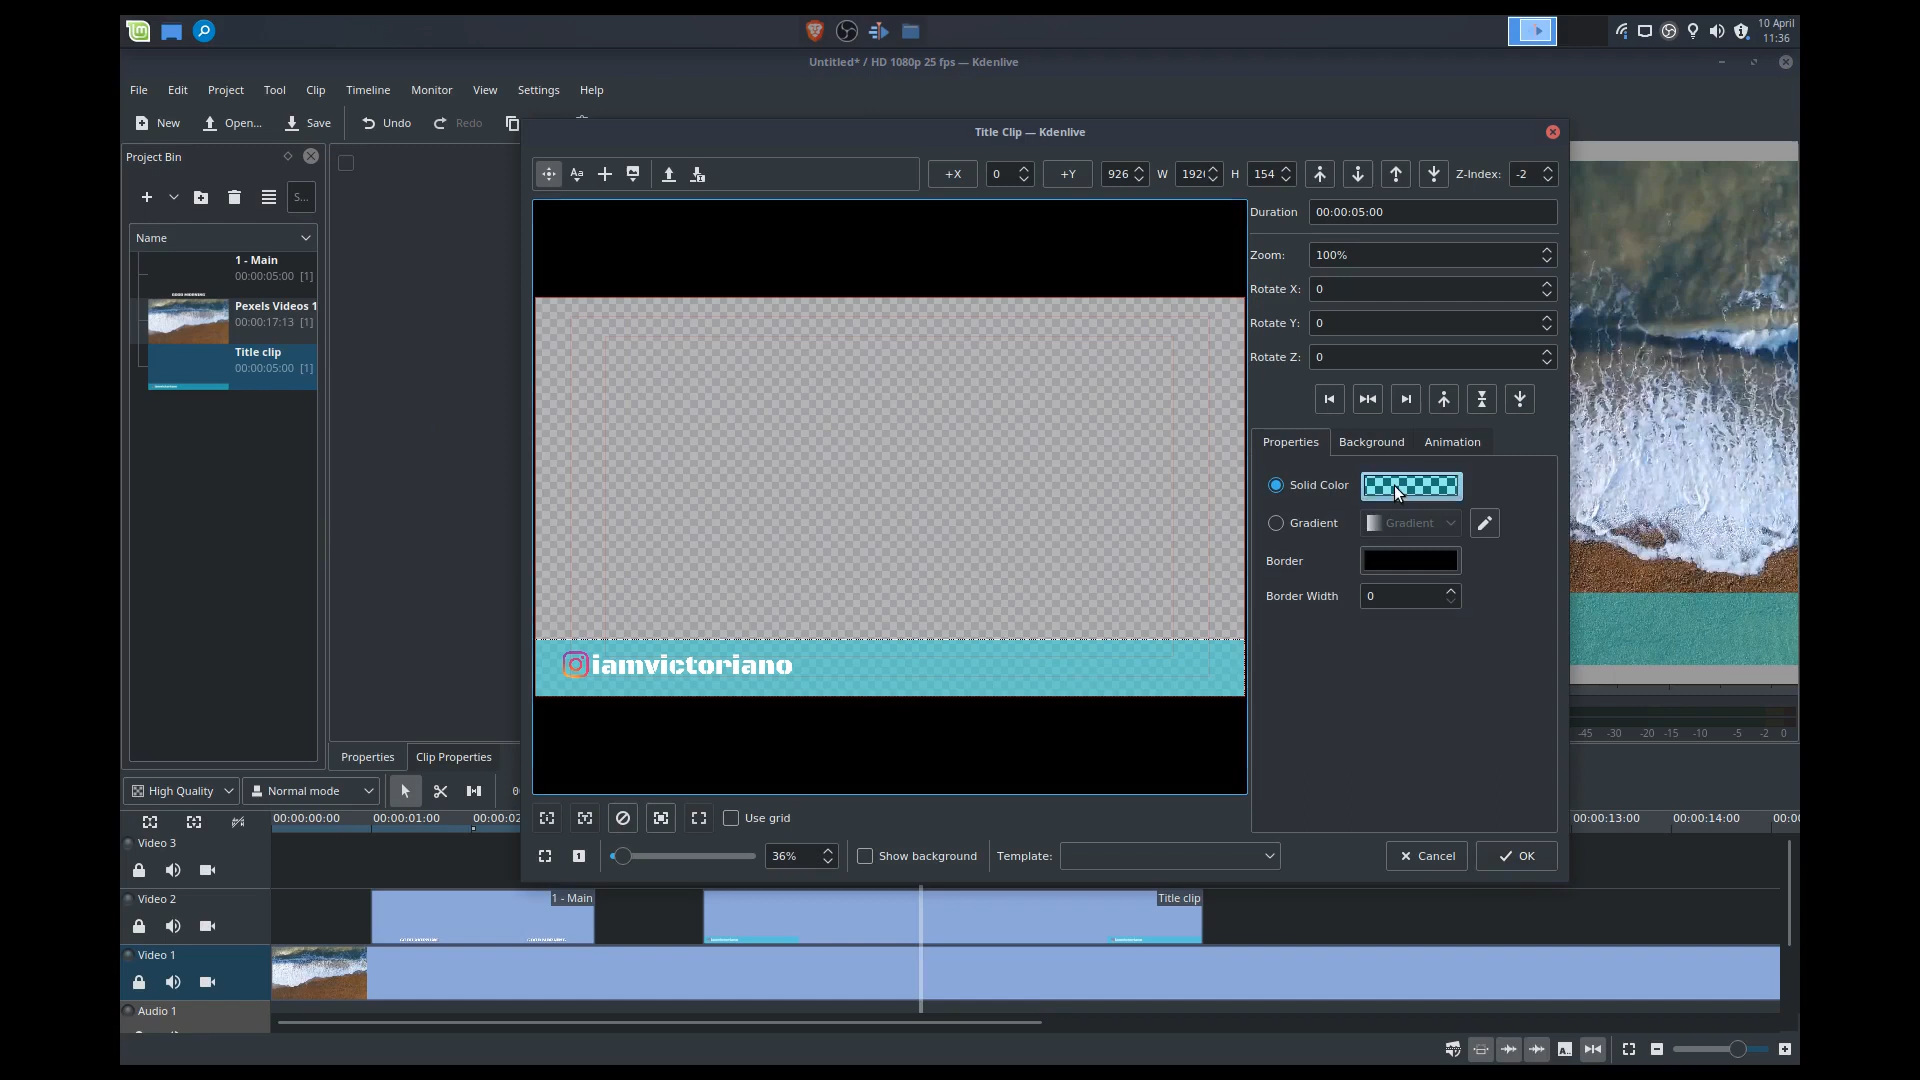 10 April
11:36
Untitled* / HD 1080p 25 fps — Kdenlive
File Edit Project Tool Clip Timeline Monitor View Settings Help
New Open... Save Undo Redo
Title Clip — Kdenlive
Project Bin
+X 0 +Y 926 W 192 H 154 Z-Index: -2
S...
Duration 00:00:05:00
Name
Zoom: 100%
1 - Main
00:00:05:00 [1]
Rotate X: 0
Pexels Videos 1
00:00:17:13 [1]
Rotate Y: 0
Title clip
00:00:05:00 [1]
Rotate Z: 0
Properties Background Animation
Solid Color
Gradient Gradient
Border
Border Width 0
iamvictoriano
-45 -30 -20 -15 -10 -5 -2 0
Properties Clip Properties
High Quality Normal mode
Use grid
00:00:00:00 00:00:01:00 00:00:02 00:00:13:00 00:00:14:00 00:00
Video 3
36% Show background Template: Cancel OK
Video 2
1 - Main Title clip
Video 1
Audio 1